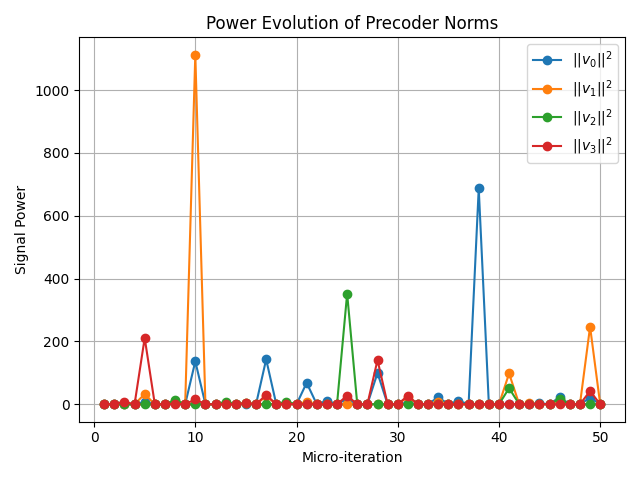 Power Evolution of Precoder Norms
||v₀||²
||v₁||²
||v₂||²
||v₃||²
Signal Power
1000
800
600
400
200
0
0 10 20 30 40 50
Micro-iteration